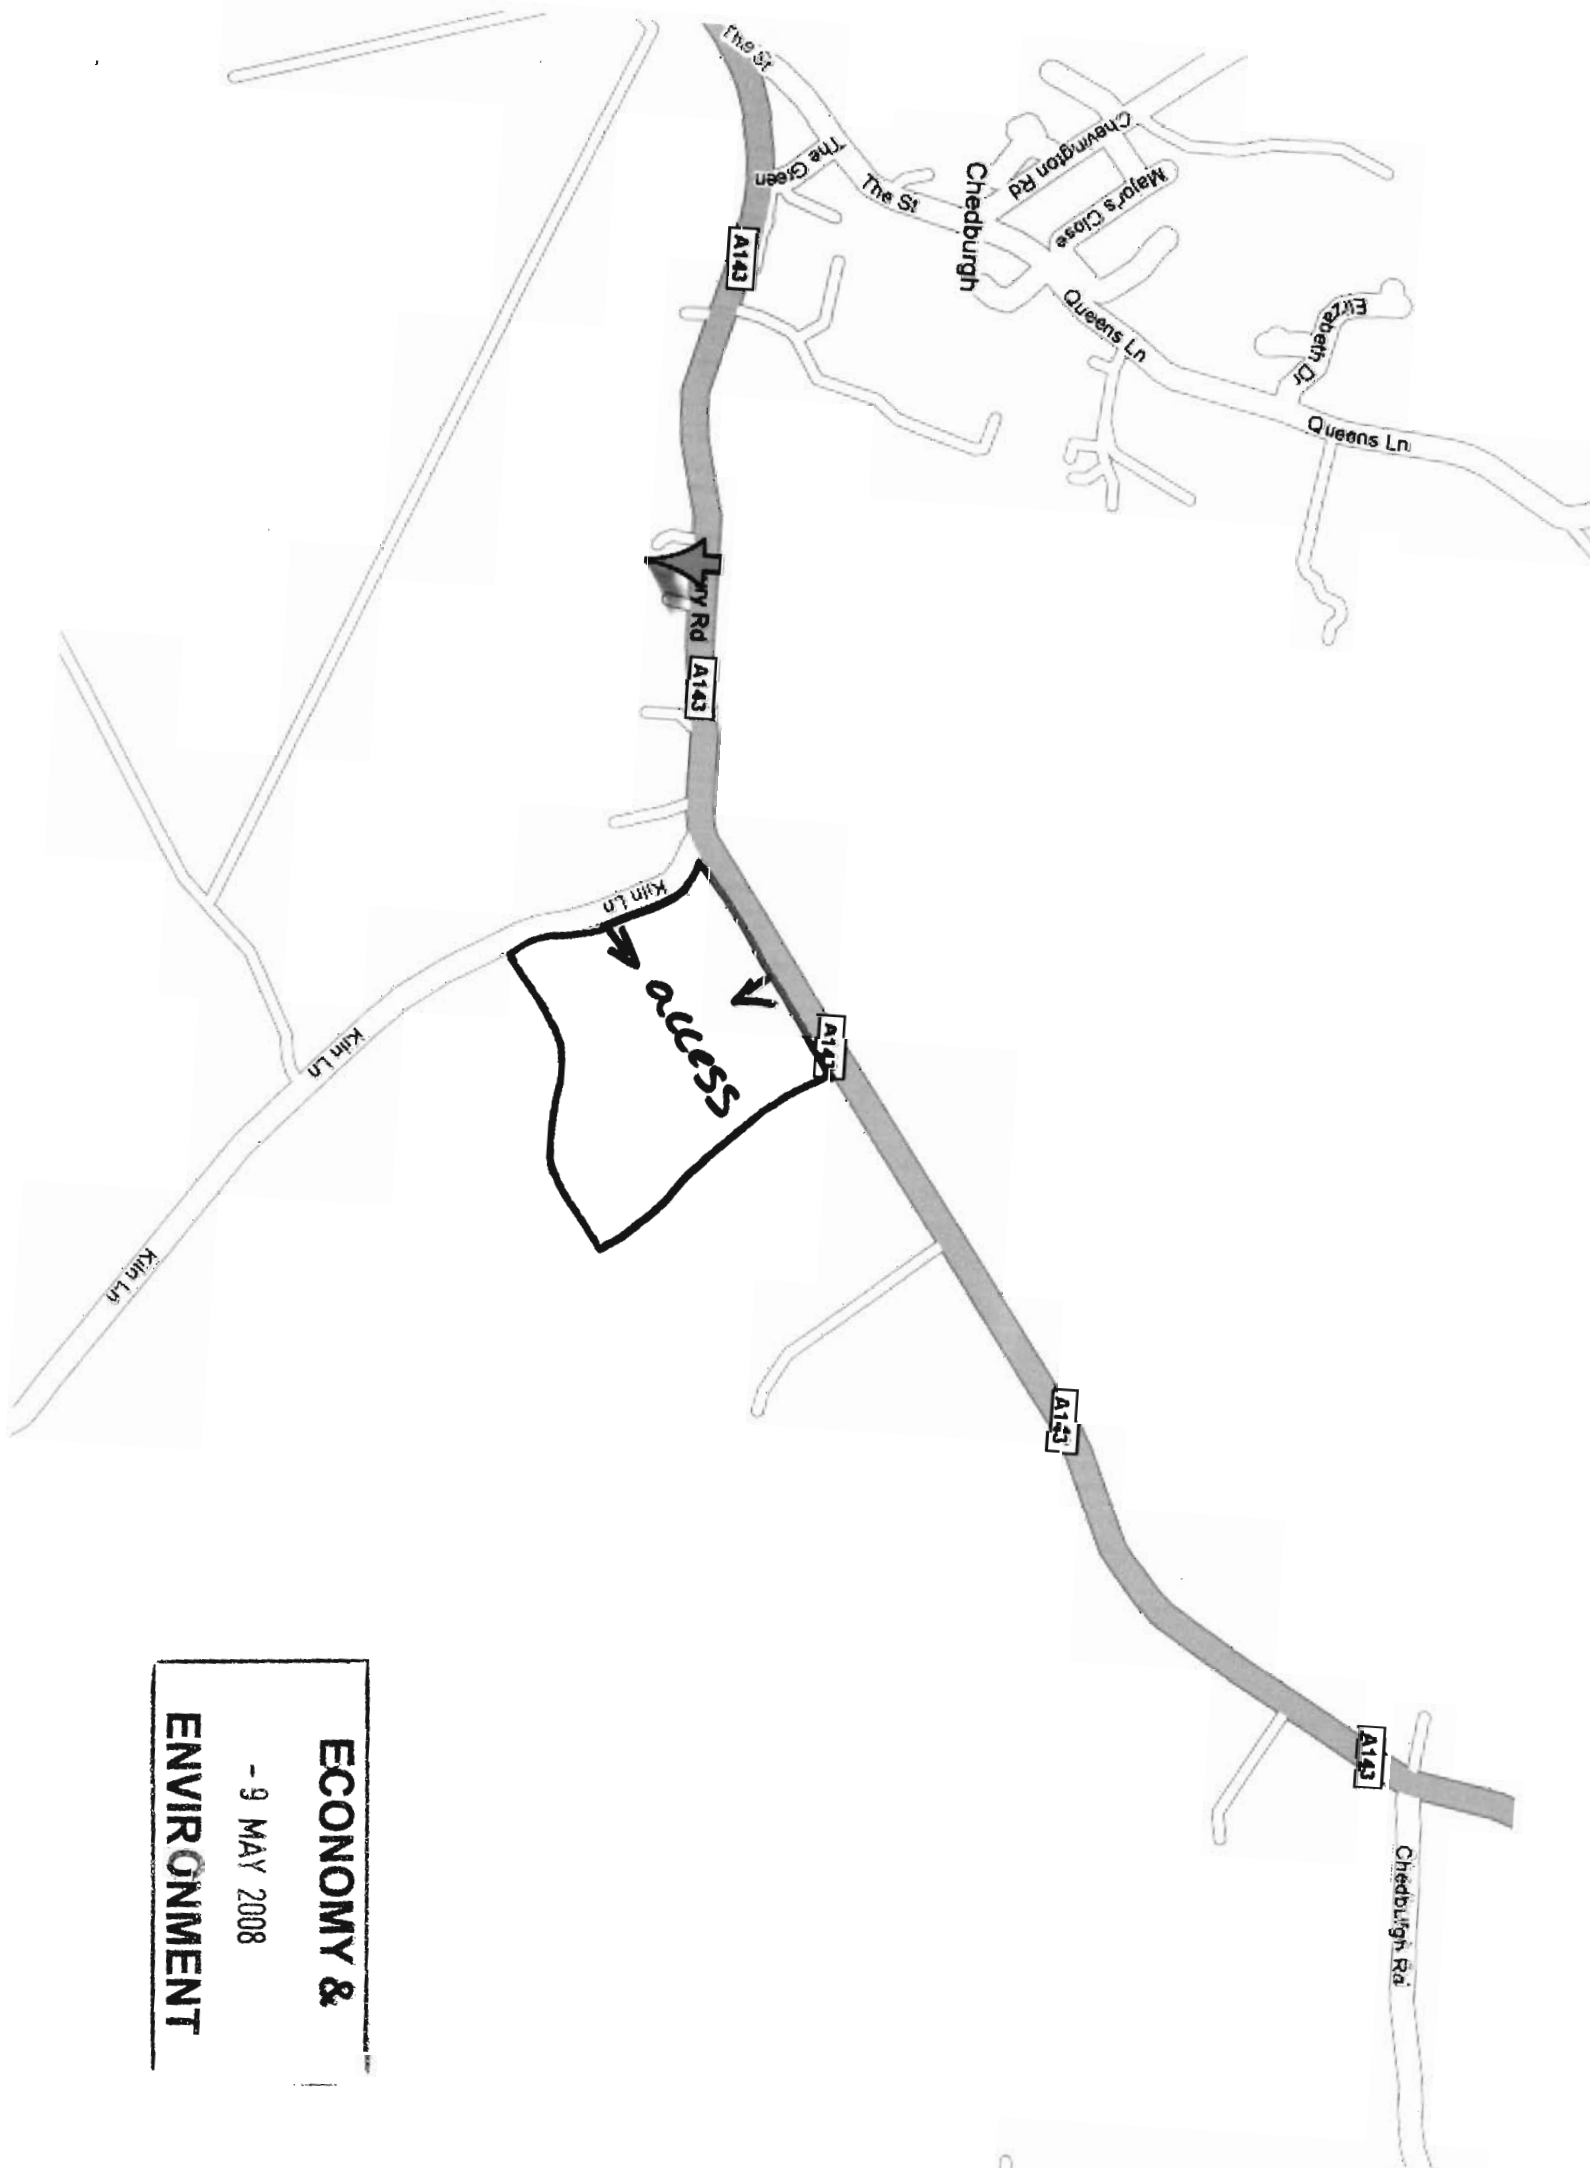 The St
The Green
The St
Chedburgh
Chevington Rd
Major's Close
Queens Ln
Elizabeth Dr
Queens Ln
A143
ry Rd
A143
Kiln Ln
access
A143
Kiln Ln
Kiln Ln
A143
A143
Chedburgh Rd
ECONOMY &
- 9 MAY 2008
ENVIRONMENT